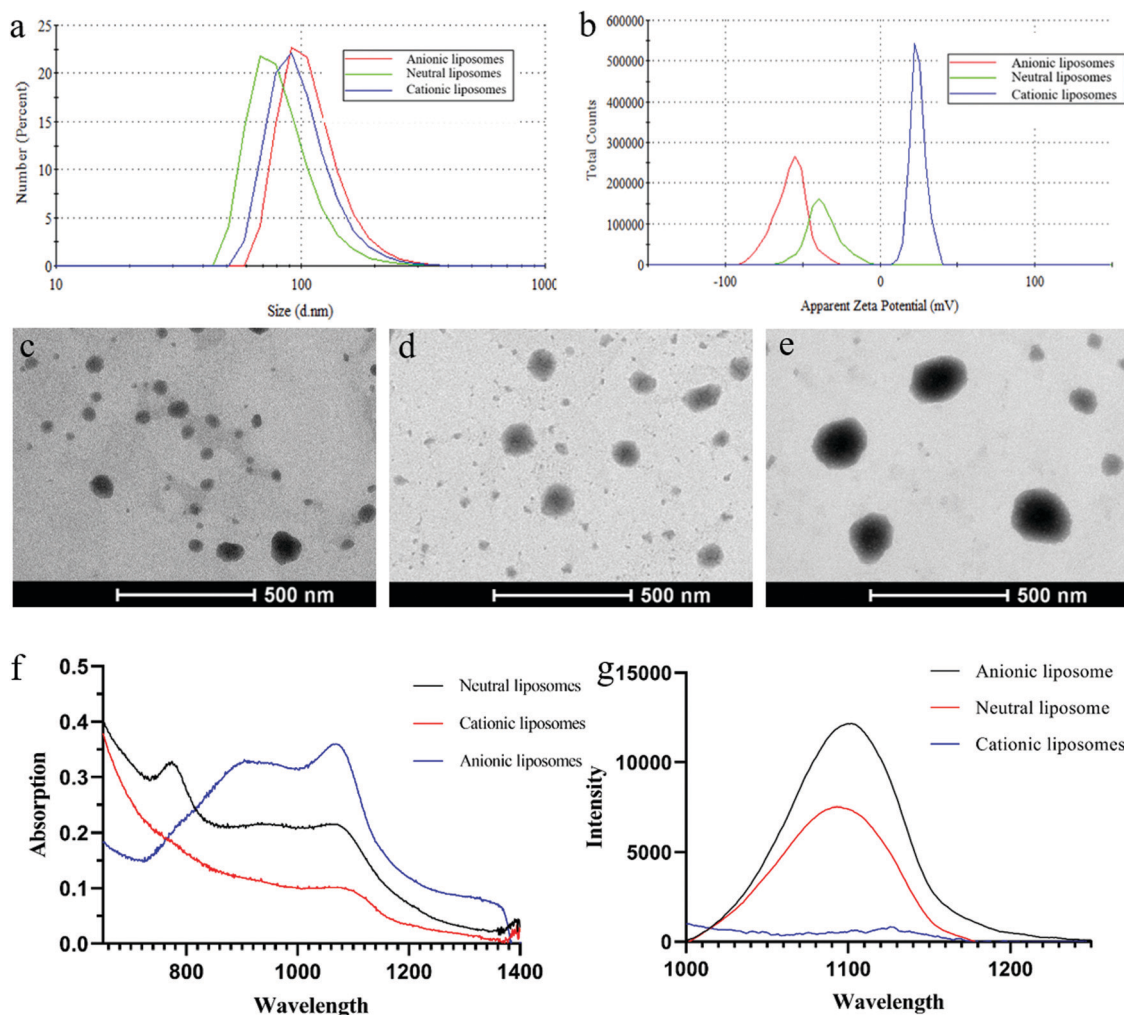 a
25
20
15
10
5
0
Number (Percent)
10
100
1000
Size (d.nm)
Anionic liposomes
Neutral liposomes
Cationic liposomes
b
600000
500000
400000
300000
200000
100000
0
Total Counts
-100
0
100
Apparent Zeta Potential (mV)
Anionic liposomes
Neutral liposomes
Cationic liposomes
c
500 nm
d
500 nm
e
500 nm
f
0.5
0.4
0.3
0.2
0.1
0.0
Absorption
800
1000
1200
1400
Wavelength
Neutral liposomes
Cationic liposomes
Anionic liposomes
g
15000
10000
5000
0
Intensity
1000
1100
1200
Wavelength
Anionic liposome
Neutral liposome
Cationic liposomes